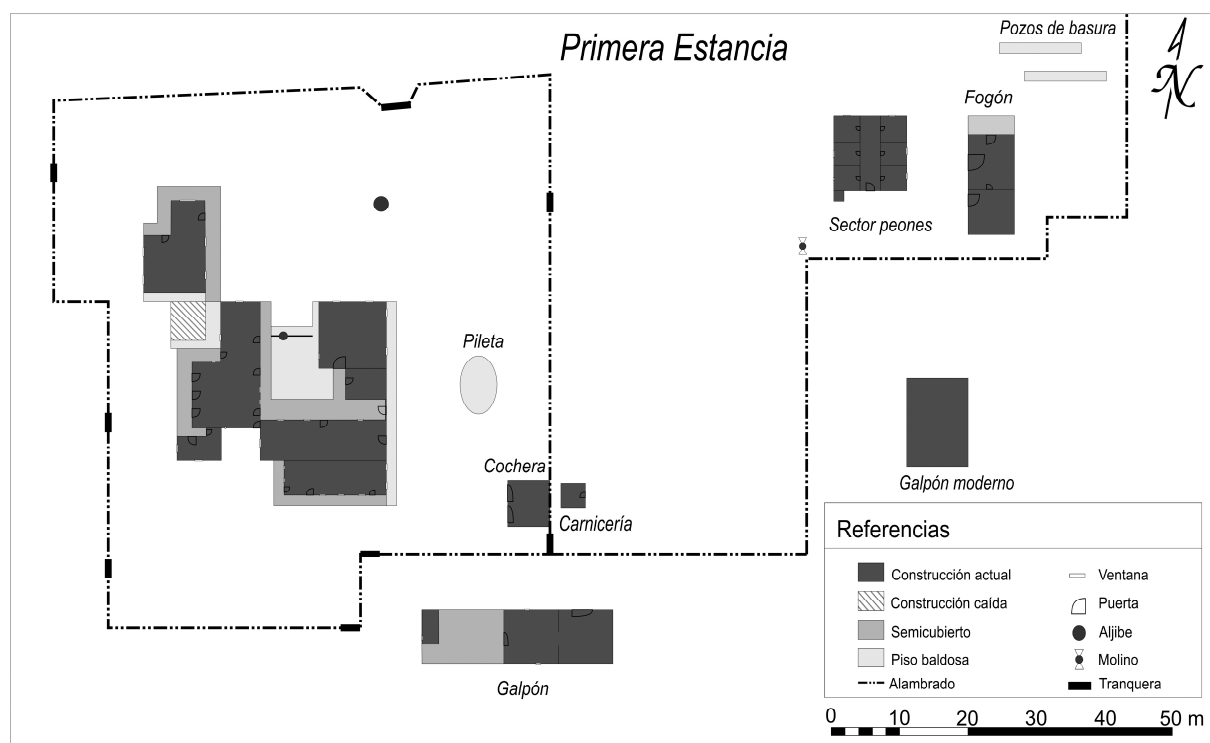 Primera Estancia
Pozos de basura
N
Fogón
Sector peones
Pileta
Cochera
Carnicería
Galpón moderno
Galpón
Referencias
Construcción actual
Construcción caída
Semicubierto
Piso baldosa
Alambrado
Ventana
Puerta
Aljibe
Molino
Tranquera
0 10 20 30 40 50 m